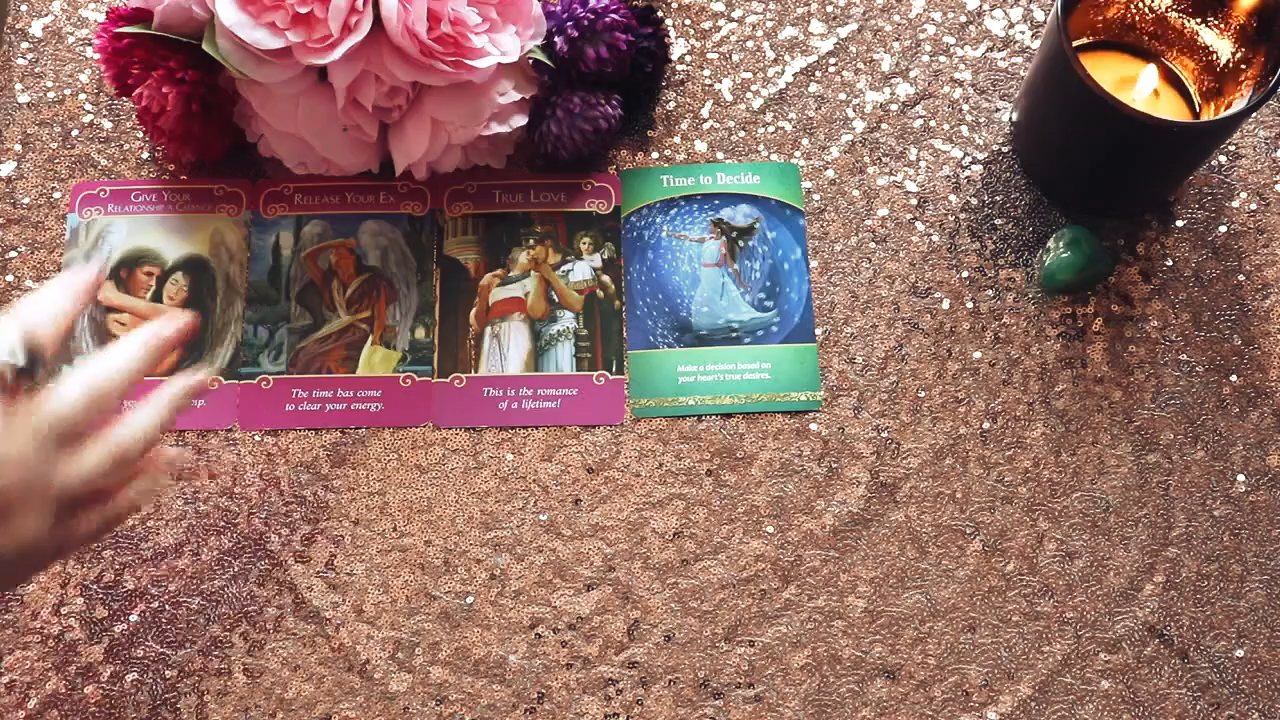 GIVE YOUR
RELATIONSHIP A CHANCE
RELEASE YOUR EX
The time has come
to clear your energy.
TRUE LOVE
This is the romance
of a lifetime!
Time to Decide
Make a decision based on
your heart's true desires.